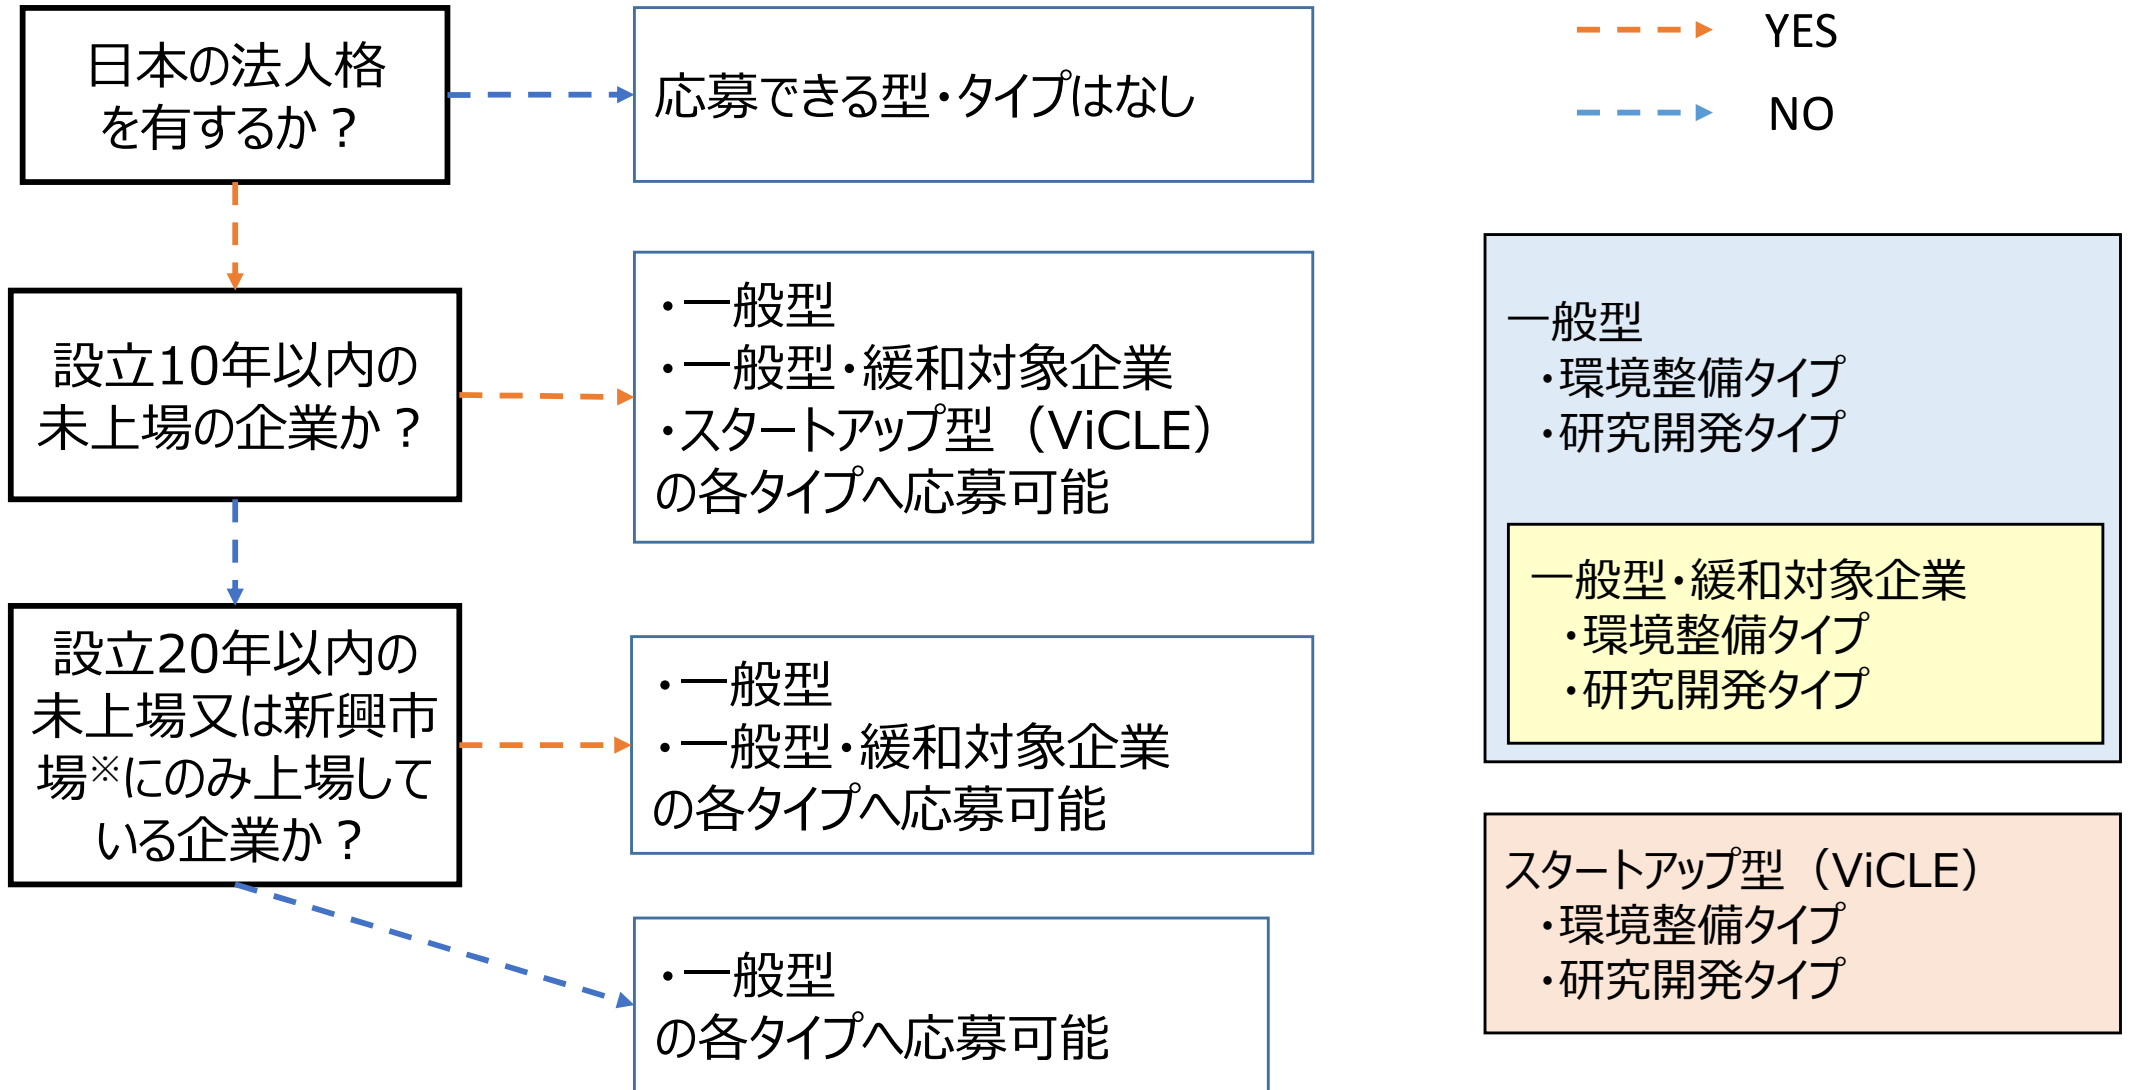 日本の法人格
を有するか？
応募できる型・タイプはなし
YES
NO
設立10年以内の
未上場の企業か？
・一般型
・一般型・緩和対象企業
・スタートアップ型（ViCLE）
の各タイプへ応募可能
設立20年以内の
未上場又は新興市
場※にのみ上場して
いる企業か？
・一般型
・一般型・緩和対象企業
の各タイプへ応募可能
・一般型
の各タイプへ応募可能
一般型
・環境整備タイプ
・研究開発タイプ
一般型・緩和対象企業
・環境整備タイプ
・研究開発タイプ
スタートアップ型（ViCLE）
・環境整備タイプ
・研究開発タイプ